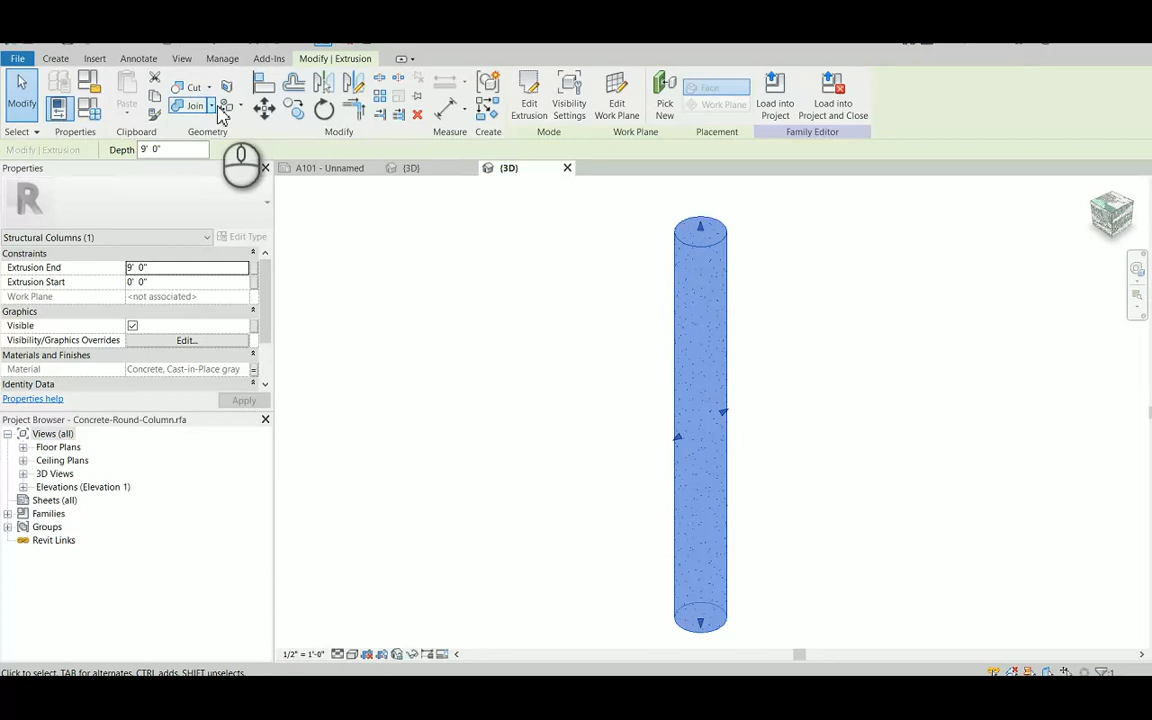 File Create Insert Annotate View Manage Add-Ins Modify | Extrusion
Cut
Join
Modify
Paste
Edit Extrusion
Visibility Settings
Edit Work Plane
Pick New
Face
Work Plane
Load into Project
Load into Project and Close
Select Properties Clipboard Geometry Modify Measure Create Mode Work Plane Placement Family Editor
Modify | Extrusion Depth 9' 0"
Properties
A101 - Unnamed {3D} {3D}
R
Structural Columns (1) Edit Type
Constraints
Extrusion End 9' 0"
Extrusion Start 0' 0"
Work Plane <not associated>
Graphics
Visible
Visibility/Graphics Overrides Edit...
Materials and Finishes
Material Concrete, Cast-in-Place gray
Identity Data
Properties help Apply
Project Browser - Concrete-Round-Column.rfa
Views (all)
Floor Plans
Ceiling Plans
3D Views
Elevations (Elevation 1)
Sheets (all)
Families
Groups
Revit Links
1/2" = 1'-0"
Click to select, TAB for alternates, CTRL adds, SHIFT unselects.
:1